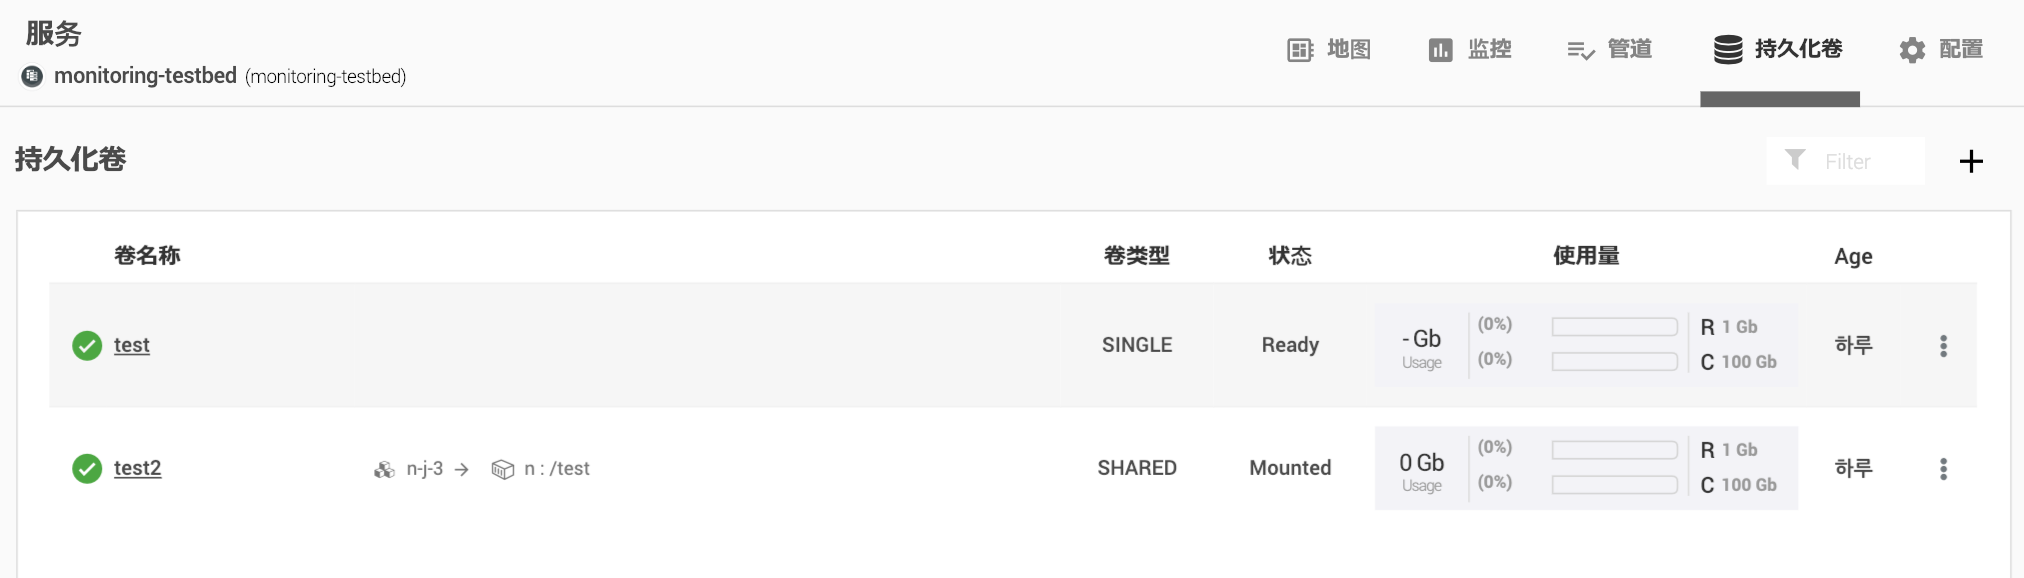 服务
monitoring-testbed (monitoring-testbed)
地图 监控 管道 持久化卷 配置
持久化卷
Filter
卷名称 卷类型 状态 使用量 Age
test SINGLE Ready - Gb Usage (0%) (0%) R 1 Gb C 100 Gb 하루
test2 n-j-3 → n : /test SHARED Mounted 0 Gb Usage (0%) (0%) R 1 Gb C 100 Gb 하루